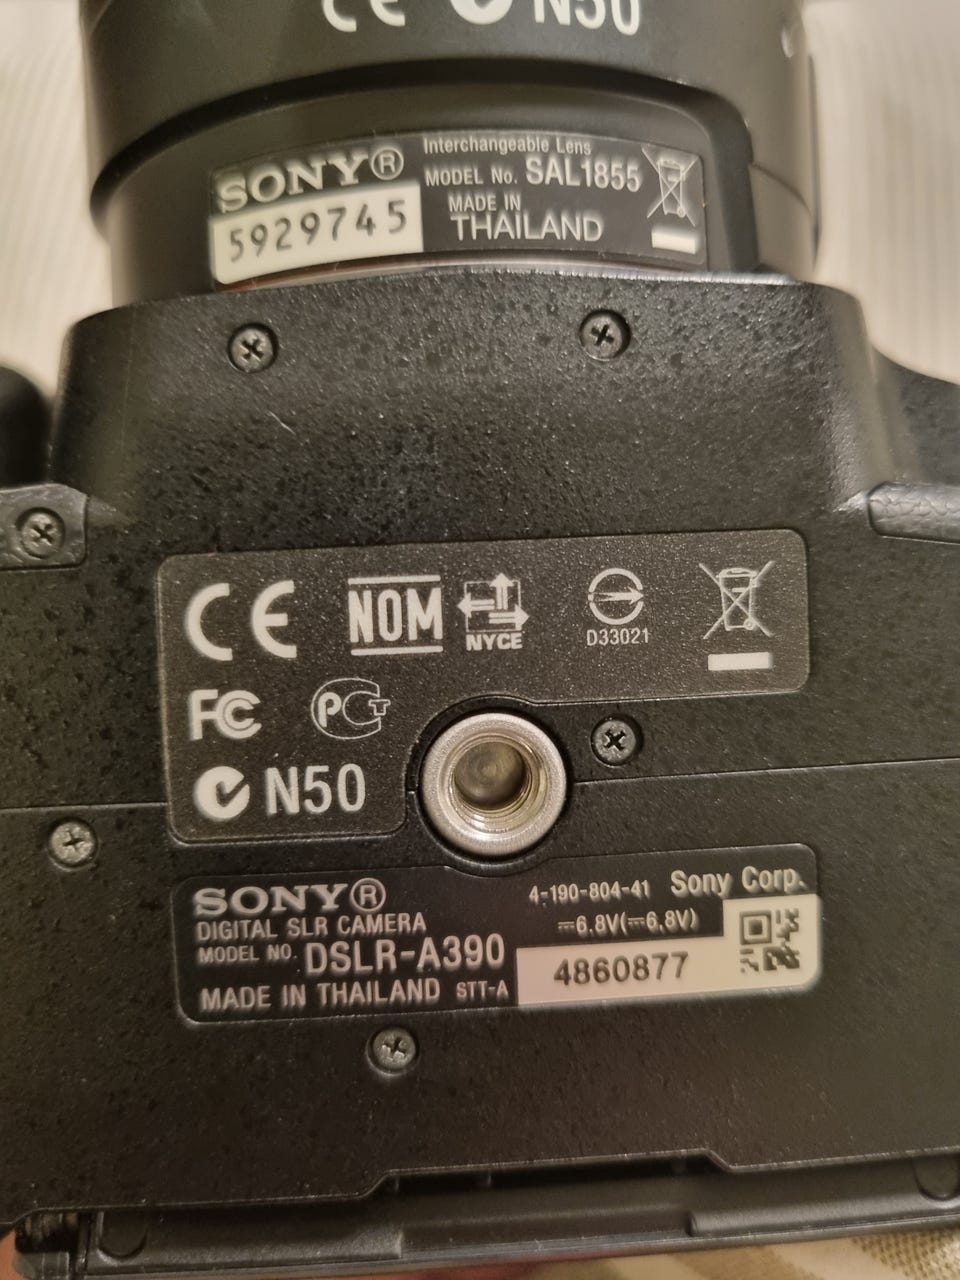 CE N50
SONY®
5929745
Interchangeable Lens
MODEL No. SAL1855
MADE IN
THAILAND
CE NOM NYCE D33021
FC PCT
N50
SONY®
DIGITAL SLR CAMERA
MODEL NO. DSLR-A390
MADE IN THAILAND STT-A
4-190-804-41 Sony Corp.
⎓6.8V(⎓6.8V)
4860877